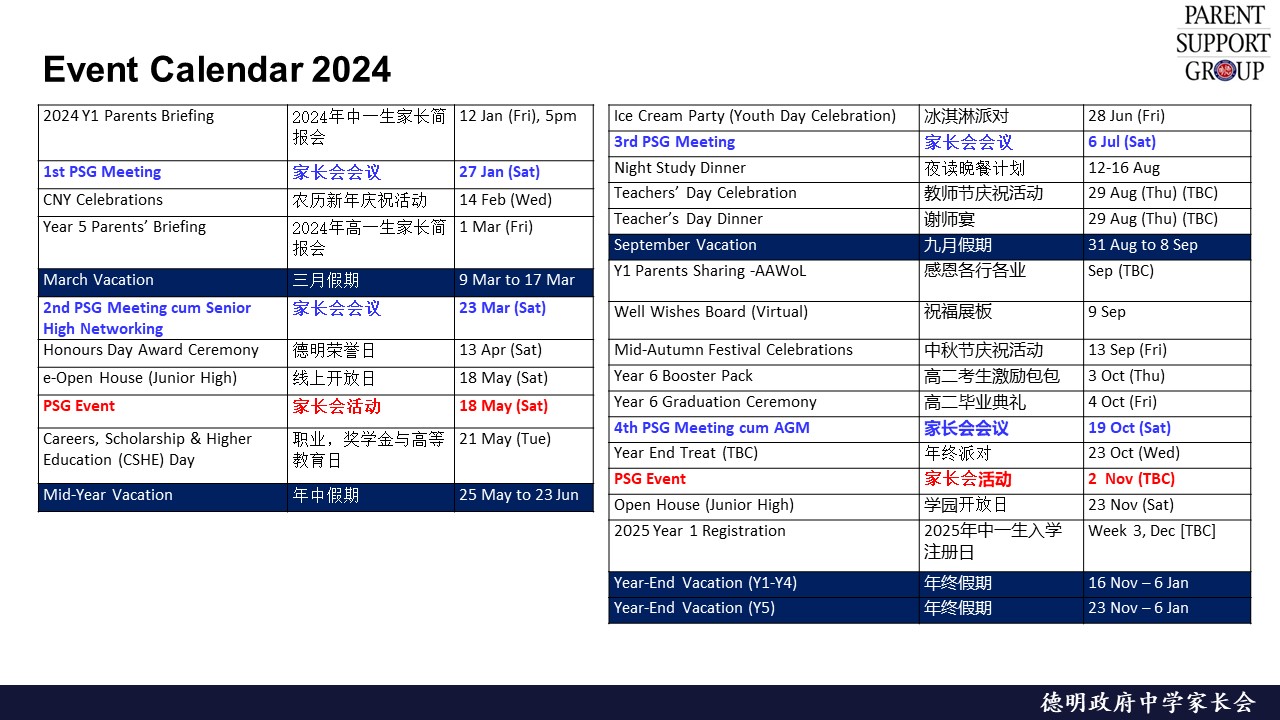 PARENT
SUPPORT
GROUP
Event Calendar 2024
2024 Y1 Parents Briefing 2024年中一生家长简 12 Jan (Fri), 5pm
报会
1st PSG Meeting 家长会会议 27 Jan (Sat)
CNY Celebrations 农历新年庆祝活动 14 Feb (Wed)
Year 5 Parents’ Briefing 2024年高一生家长简 1 Mar (Fri)
报会
March Vacation 三月假期 9 Mar to 17 Mar
2nd PSG Meeting cum Senior 家长会会议 23 Mar (Sat)
High Networking
Honours Day Award Ceremony 德明荣誉日 13 Apr (Sat)
e-Open House (Junior High) 线上开放日 18 May (Sat)
PSG Event 家长会活动 18 May (Sat)
Careers, Scholarship & Higher 职业，奖学金与高等 21 May (Tue)
Education (CSHE) Day 教育日
Mid-Year Vacation 年中假期 25 May to 23 Jun
Ice Cream Party (Youth Day Celebration) 冰淇淋派对 28 Jun (Fri)
3rd PSG Meeting 家长会会议 6 Jul (Sat)
Night Study Dinner 夜读晚餐计划 12-16 Aug
Teachers’ Day Celebration 教师节庆祝活动 29 Aug (Thu) (TBC)
Teacher’s Day Dinner 谢师宴 29 Aug (Thu) (TBC)
September Vacation 九月假期 31 Aug to 8 Sep
Y1 Parents Sharing -AAWoL 感恩各行各业 Sep (TBC)
Well Wishes Board (Virtual) 祝福展板 9 Sep
Mid-Autumn Festival Celebrations 中秋节庆祝活动 13 Sep (Fri)
Year 6 Booster Pack 高二考生激励包包 3 Oct (Thu)
Year 6 Graduation Ceremony 高二毕业典礼 4 Oct (Fri)
4th PSG Meeting cum AGM 家长会会议 19 Oct (Sat)
Year End Treat (TBC) 年终派对 23 Oct (Wed)
PSG Event 家长会活动 2 Nov (TBC)
Open House (Junior High) 学园开放日 23 Nov (Sat)
2025 Year 1 Registration 2025年中一生入学 Week 3, Dec [TBC]
注册日
Year-End Vacation (Y1-Y4) 年终假期 16 Nov – 6 Jan
Year-End Vacation (Y5) 年终假期 23 Nov – 6 Jan
德明政府中学家长会